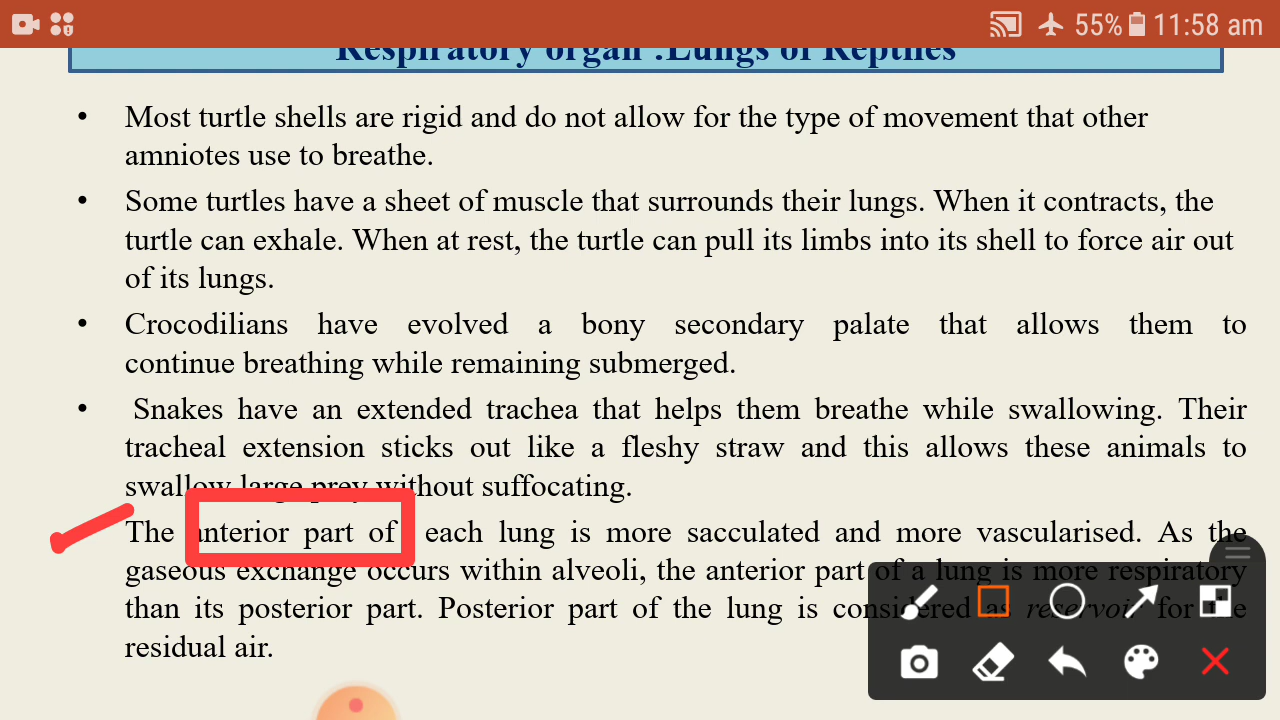 55% 11:58 am
Respiratory organ :Lungs of Reptiles
• Most turtle shells are rigid and do not allow for the type of movement that other
amniotes use to breathe.
• Some turtles have a sheet of muscle that surrounds their lungs. When it contracts, the
turtle can exhale. When at rest, the turtle can pull its limbs into its shell to force air out
of its lungs.
• Crocodilians have evolved a bony secondary palate that allows them to
continue breathing while remaining submerged.
• Snakes have an extended trachea that helps them breathe while swallowing. Their
tracheal extension sticks out like a fleshy straw and this allows these animals to
swallow large prey without suffocating.
The anterior part of each lung is more sacculated and more vascularised. As the
gaseous exchange occurs within alveoli, the anterior part of a lung is more respiratory
than its posterior part. Posterior part of the lung is considered as reservoir for the
residual air.